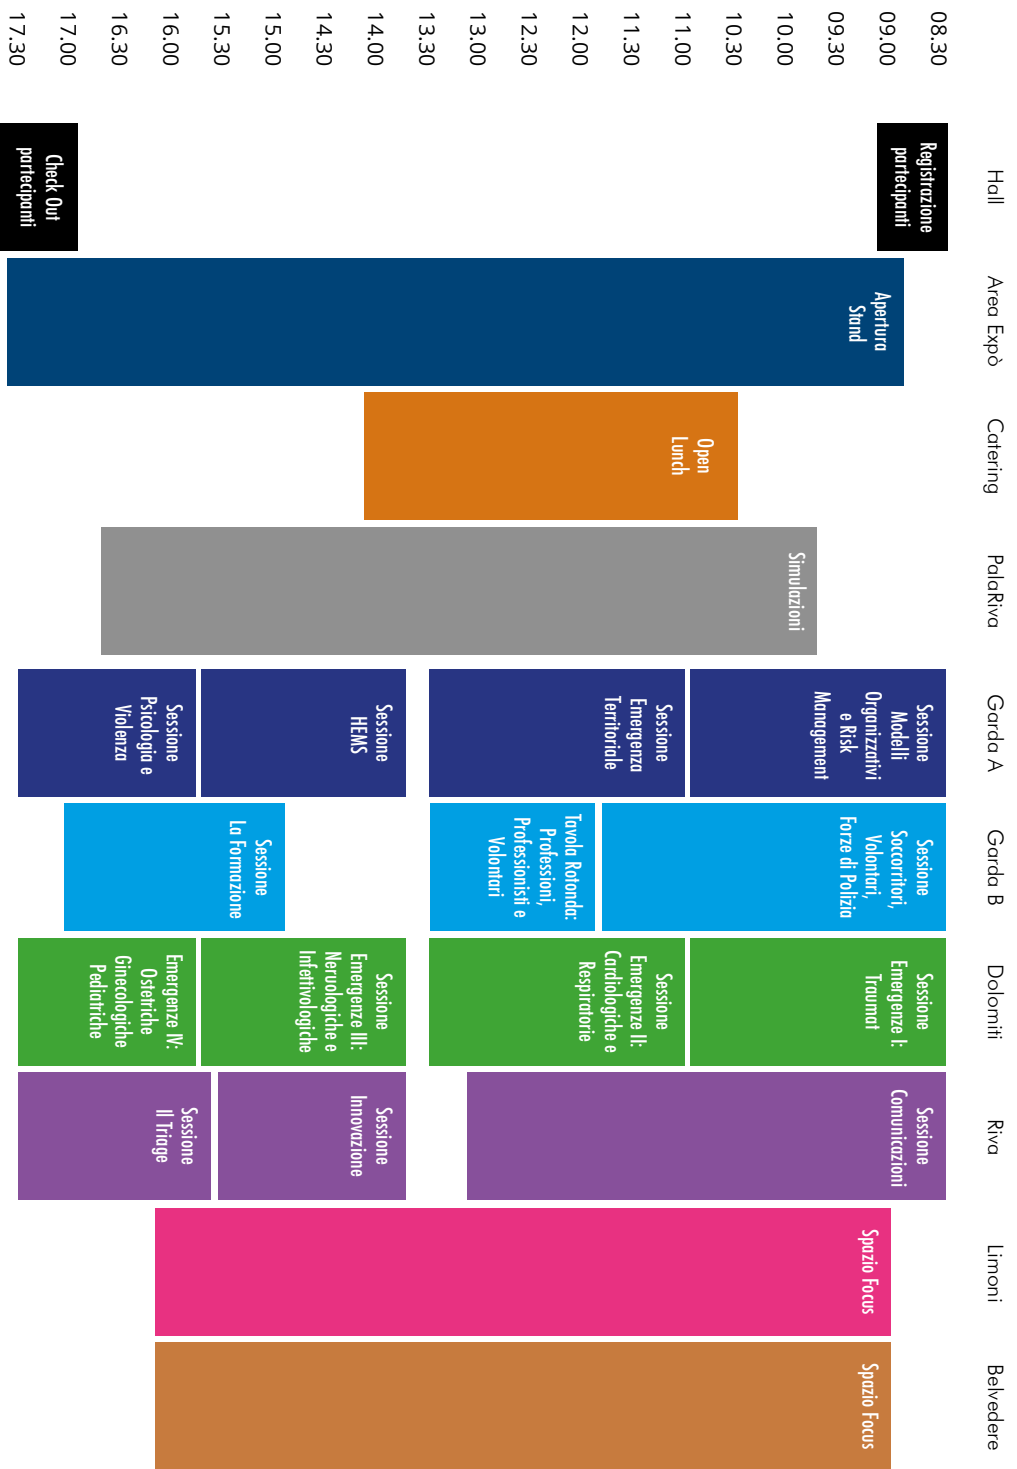 Hall
Area Expò
Catering
PalaRiva
Garda A
Garda B
Dolomiti
Riva
Limoni
Belvedere
08.30
09.00
09.30
10.00
10.30
11.00
11.30
12.00
12.30
13.00
13.30
14.00
14.30
15.00
15.30
16.00
16.30
17.00
17.30
Registrazione
partecipanti
Check Out
partecipanti
Apertura
Stand
Open
Lunch
Simulazioni
Sessione
Modelli
Organizzativi
e Risk
Management
Sessione
Emergenza
Territoriale
Sessione
HEMS
Sessione
Psicologia e
Violenza
Sessione
Soccorritori,
Volontari,
Forze di Polizia
Tavola Rotonda:
Professioni,
Professionisti e
Volontari
Sessione
La Formazione
Sessione
Emergenze I:
Traumat
Sessione
Emergenze II:
Cardiologiche e
Respiratorie
Sessione
Emergenze III:
Neruologiche e
Infettivologiche
Emergenze IV:
Ostetriche
Ginecologiche
Pediatriche
Sessione
Comunicazioni
Sessione
Innovazione
Sessione
Il Triage
Spazio Focus
Spazio Focus